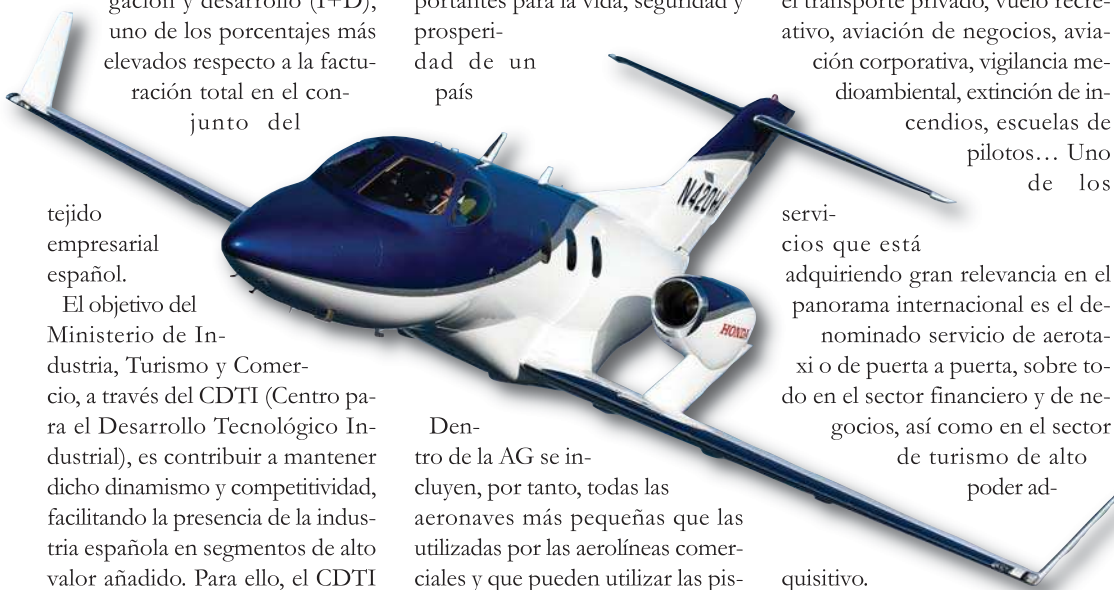 gación y desarrollo (I+D),
uno de los porcentajes más
elevados respecto a la factu-
ración total en el con-
junto del
tejido
empresarial
español.
El objetivo del
Ministerio de In-
dustria, Turismo y Comer-
cio, a través del CDTI (Centro pa-
ra el Desarrollo Tecnológico In-
dustrial), es contribuir a mantener
dicho dinamismo y competitividad,
facilitando la presencia de la indus-
tria española en segmentos de alto
valor añadido. Para ello, el CDTI
portantes para la vida, seguridad y
prosperi-
dad de un
país
Den-
tro de la AG se in-
cluyen, por tanto, todas las
aeronaves más pequeñas que las
utilizadas por las aerolíneas comer-
ciales y que pueden utilizar las pis-
el transporte privado, vuelo recre-
ativo, aviación de negocios, avia-
ción corporativa, vigilancia me-
dioambiental, extinción de in-
cendios, escuelas de
pilotos… Uno
de los
servi-
cios que está
adquiriendo gran relevancia en el
panorama internacional es el de-
nominado servicio de aerota-
xi o de puerta a puerta, sobre to-
do en el sector financiero y de ne-
gocios, así como en el sector
de turismo de alto
poder ad-
quisitivo.
HONDA